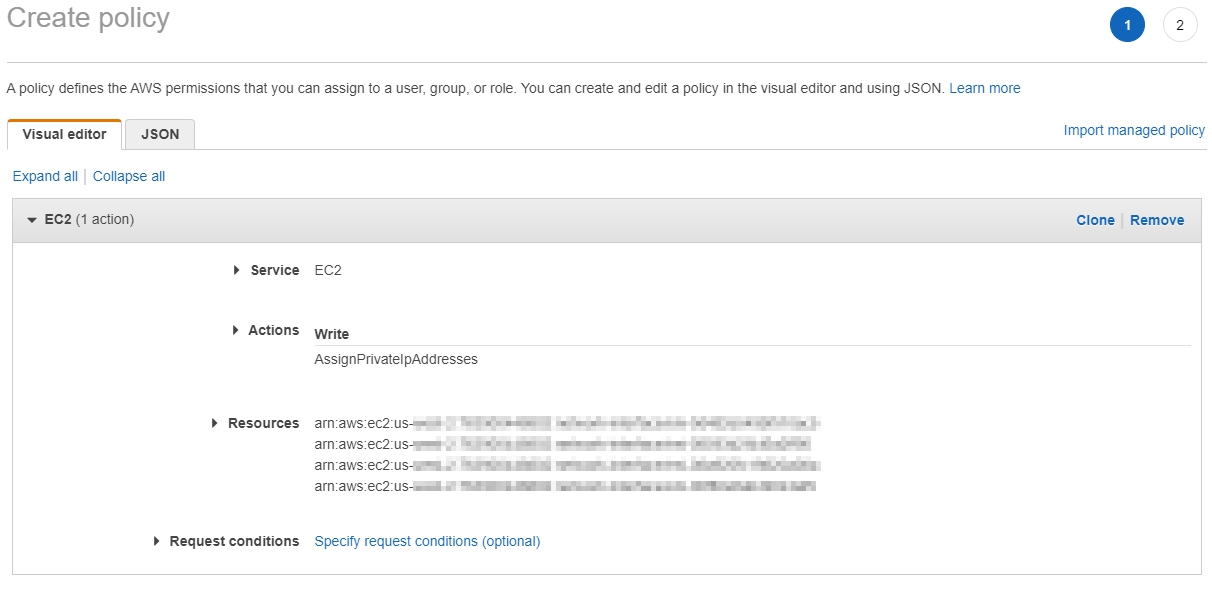 Create policy
1
2
A policy defines the AWS permissions that you can assign to a user, group, or role. You can create and edit a policy in the visual editor and using JSON. Learn more
Visual editor
JSON
Import managed policy
Expand all
Collapse all
EC2 (1 action)
Clone
Remove
Service
EC2
Actions
Write
AssignPrivateIpAddresses
Resources
arn:aws:ec2:us-
arn:aws:ec2:us-
arn:aws:ec2:us-
arn:aws:ec2:us-
Request conditions
Specify request conditions (optional)